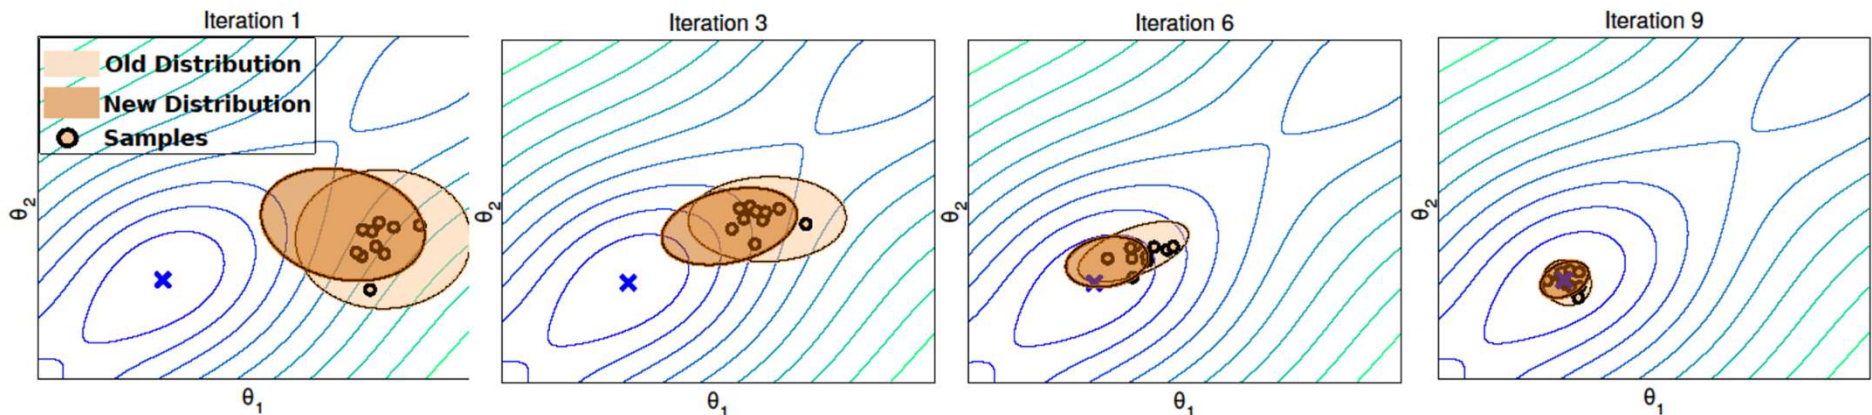 Iteration 1
Old Distribution
New Distribution
Samples
θ2
θ1
Iteration 3
θ2
θ1
Iteration 6
θ2
θ1
Iteration 9
θ2
θ1